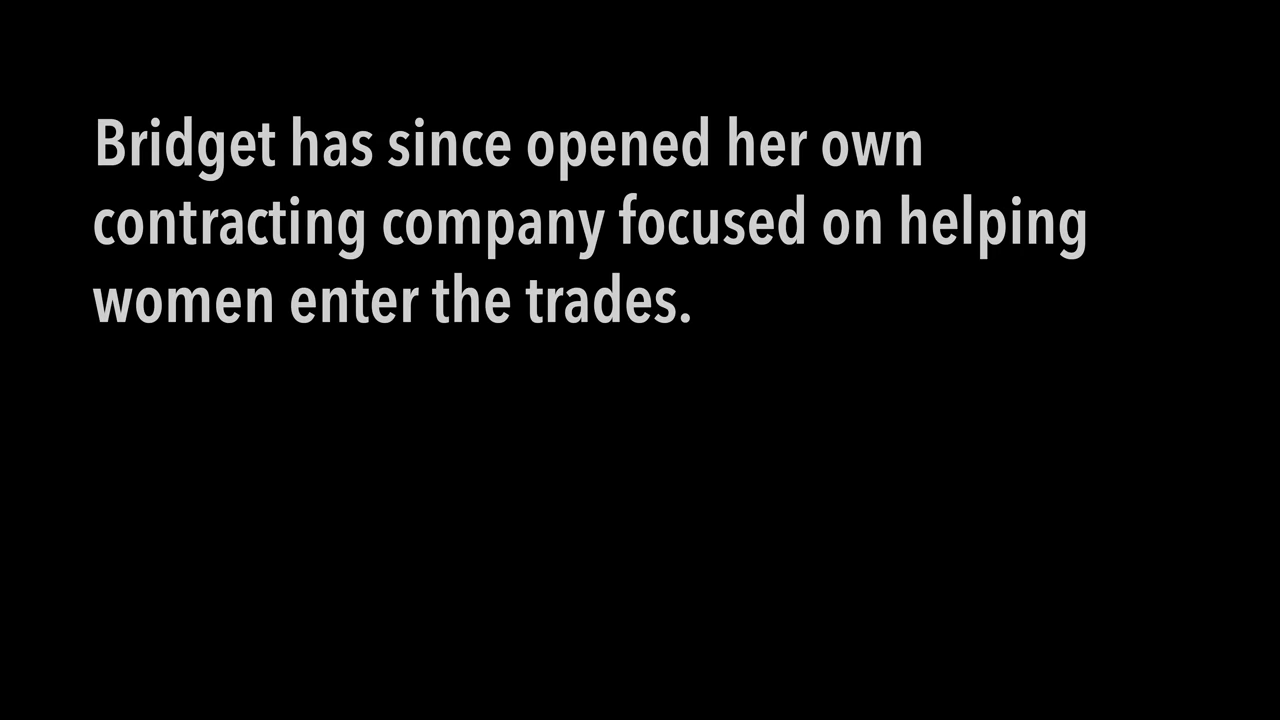 Bridget has since opened her own
contracting company focused on helping
women enter the trades.